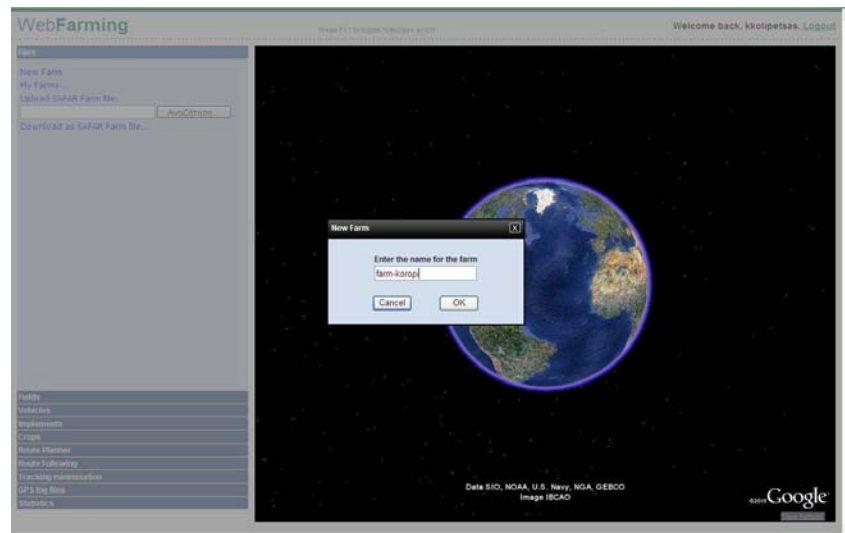 WebFarming
Press F11 to toggle fullscreen on/off
Welcome back, kkolipetsas. Logout
Farm
New Farm
My Farms...
Upload SAFAR Farm file:
Download as SAFAR Farm file...
New Farm
X
Enter the name for the farm
farm-koropi
Cancel
OK
Fields
Vehicles
Implements
Crops
Route Planner
Route Following
Tracking minimisation
GPS log files
Statistics
Data SIO, NOAA, U.S. Navy, NGA, GEBCO
Image IBCAO
©2010 Google